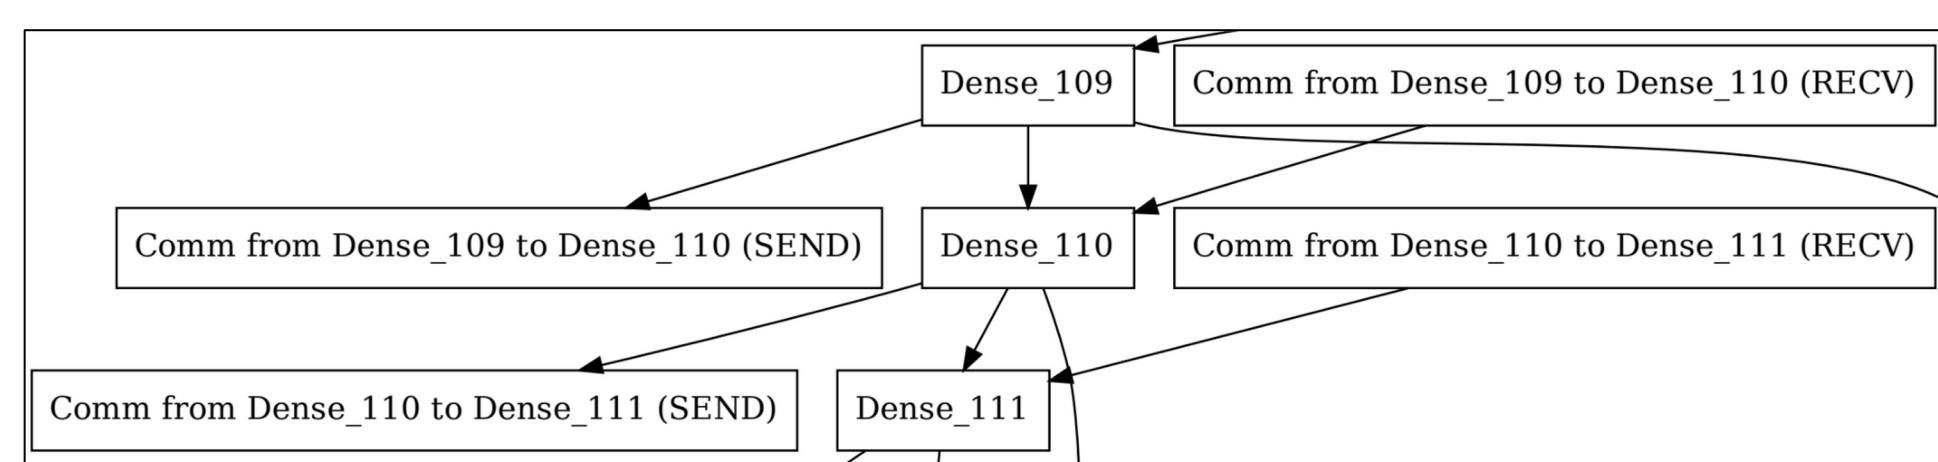 Dense_109
Comm from Dense_109 to Dense_110 (RECV)
Comm from Dense_109 to Dense_110 (SEND)
Dense_110
Comm from Dense_110 to Dense_111 (RECV)
Comm from Dense_110 to Dense_111 (SEND)
Dense_111